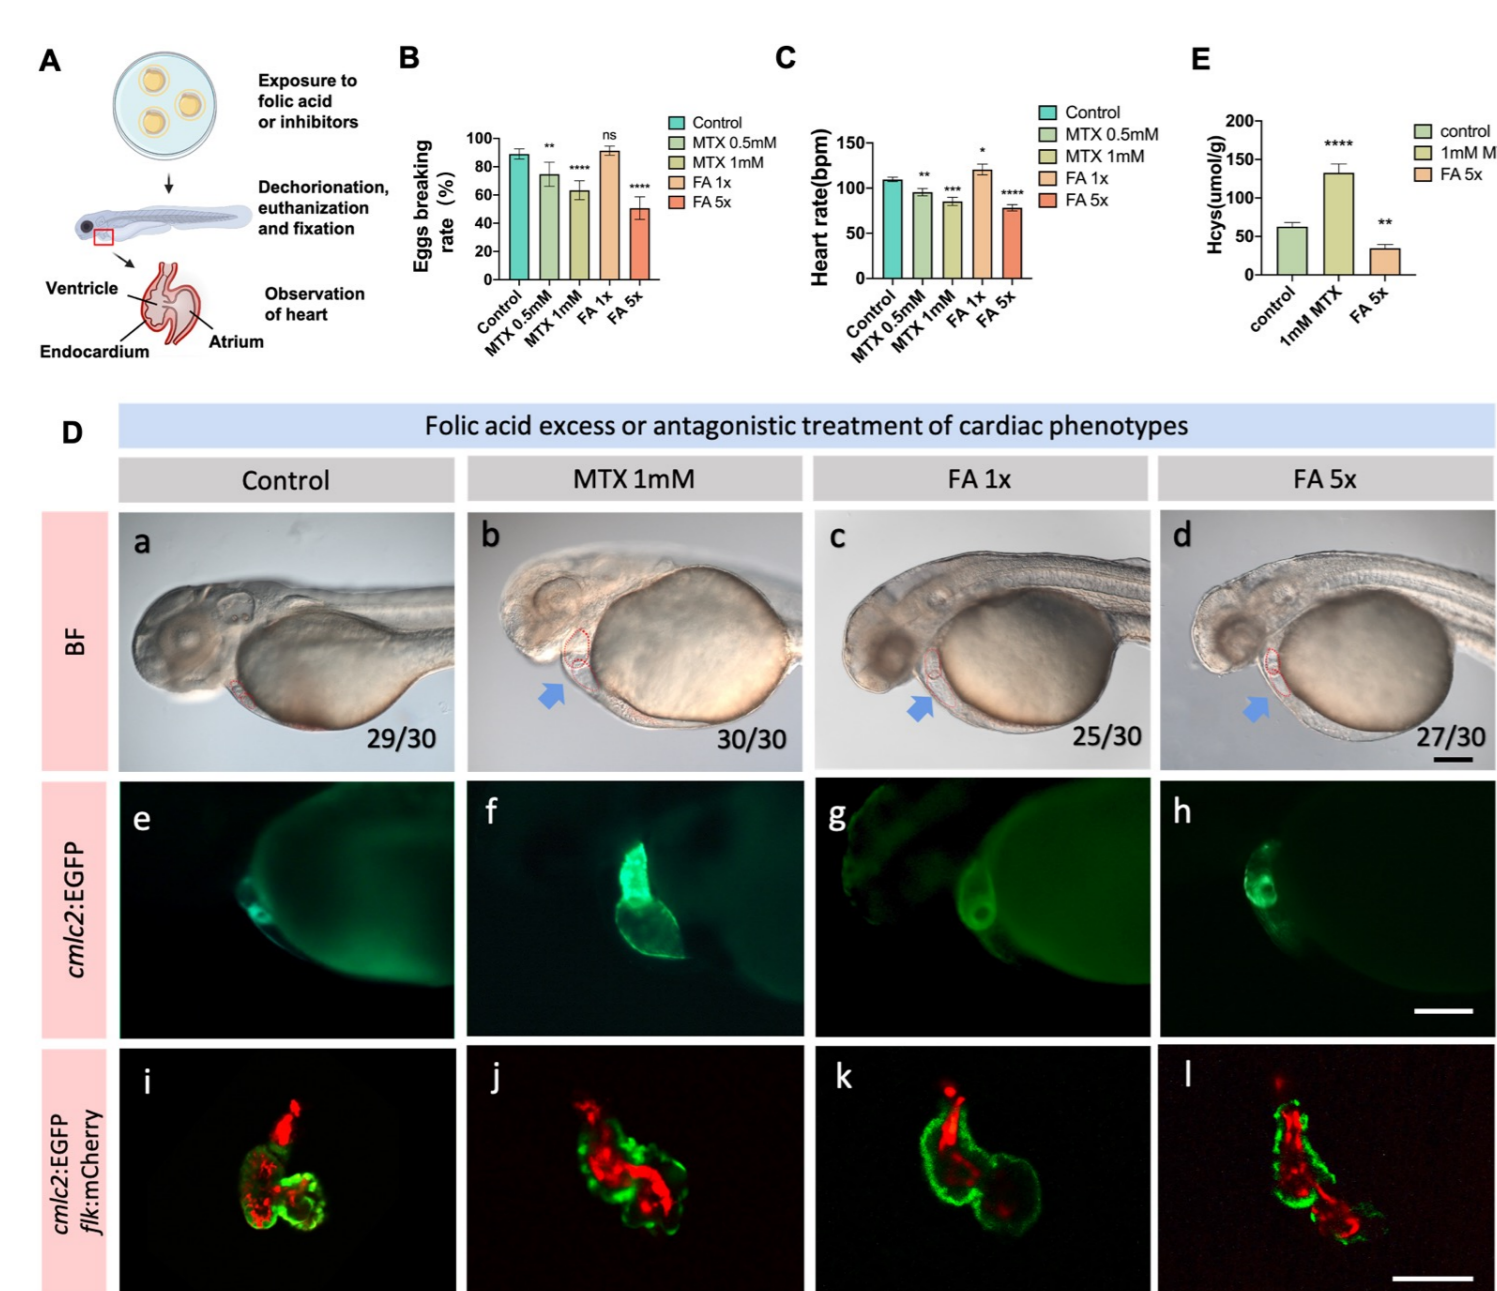 A
Exposure to
folic acid
or inhibitors
Dechorionation,
euthanization
and fixation
Ventricle
Observation
of heart
Endocardium
Atrium
B
Eggs breaking
rate (%)
100
80
60
40
20
0
**
****
ns
****
Control
MTX 0.5mM
MTX 1mM
FA 1x
FA 5x
Control
MTX 0.5mM
MTX 1mM
FA 1x
FA 5x
C
Heart rate(bpm)
150
100
50
0
**
***
*
****
Control
MTX 0.5mM
MTX 1mM
FA 1x
FA 5x
Control
MTX 0.5mM
MTX 1mM
FA 1x
FA 5x
E
Hcys(umol/g)
200
150
100
50
0
****
**
control
1mM MTX
FA 5x
control
1mM M
FA 5x
D
Folic acid excess or antagonistic treatment of cardiac phenotypes
Control
MTX 1mM
FA 1x
FA 5x
BF
a
29/30
b
30/30
c
25/30
d
27/30
cmlc2:EGFP
e
f
g
h
cmlc2:EGFP
flk:mCherry
i
j
k
l